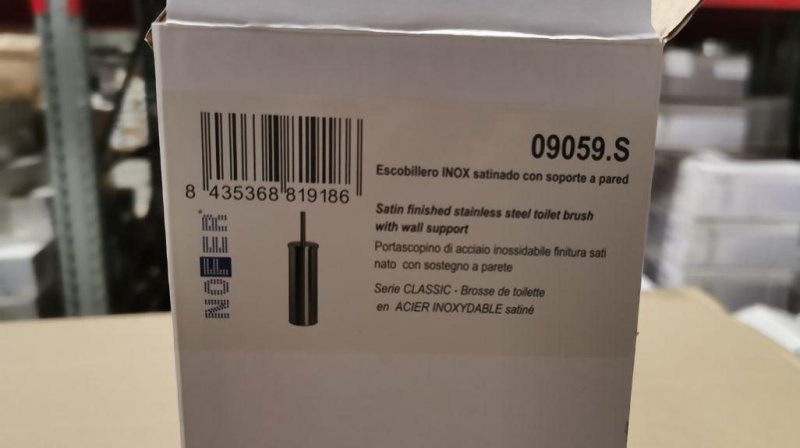 09059.S
Escobillero INOX satinado con soporte a pared
8 435368 819186
Satin finished stainless steel toilet brush
with wall support
Portascopino di acciaio inossidabile finitura sati
nato con sostegno a parete
Serie CLASSIC - Brosse de toilette
en ACIER INOXYDABLE satiné
NOFER